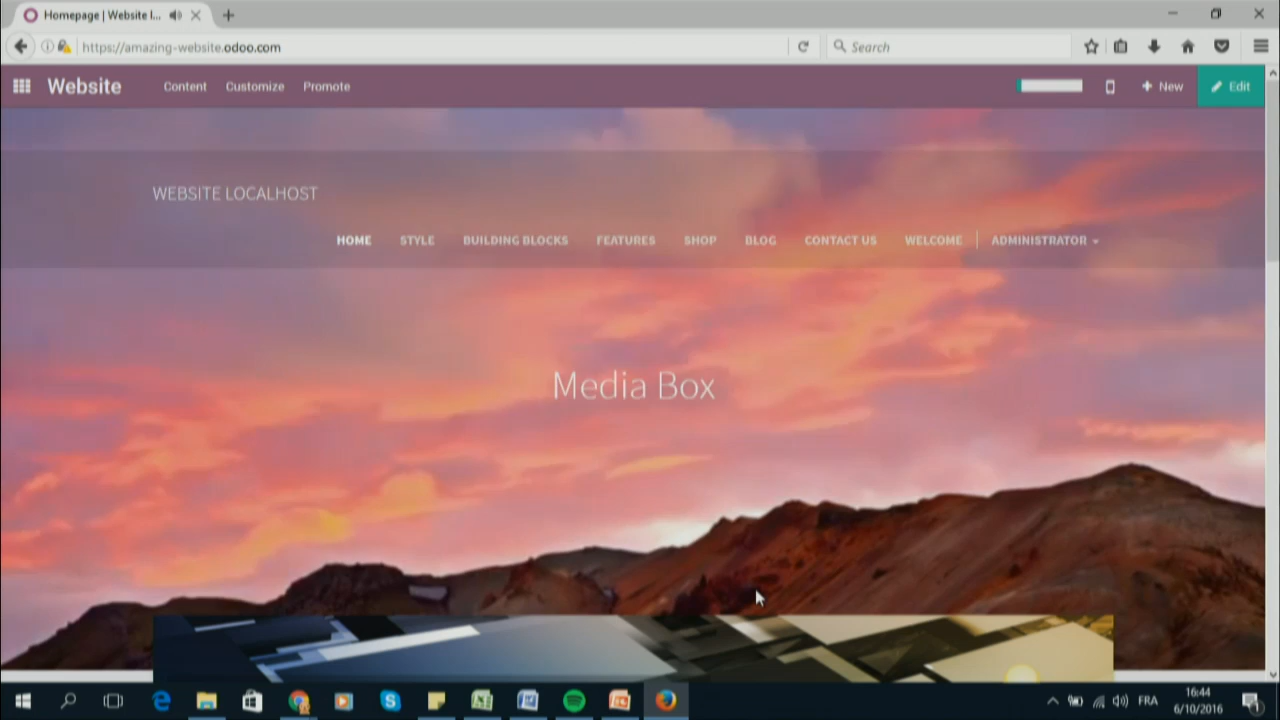 Homepage | Website l...
https://amazing-website.odoo.com
Search
Website
Content
Customize
Promote
New
Edit
WEBSITE LOCALHOST
HOME
STYLE
BUILDING BLOCKS
FEATURES
SHOP
BLOG
CONTACT US
WELCOME
ADMINISTRATOR
Media Box
FRA
16:44
6/10/2016